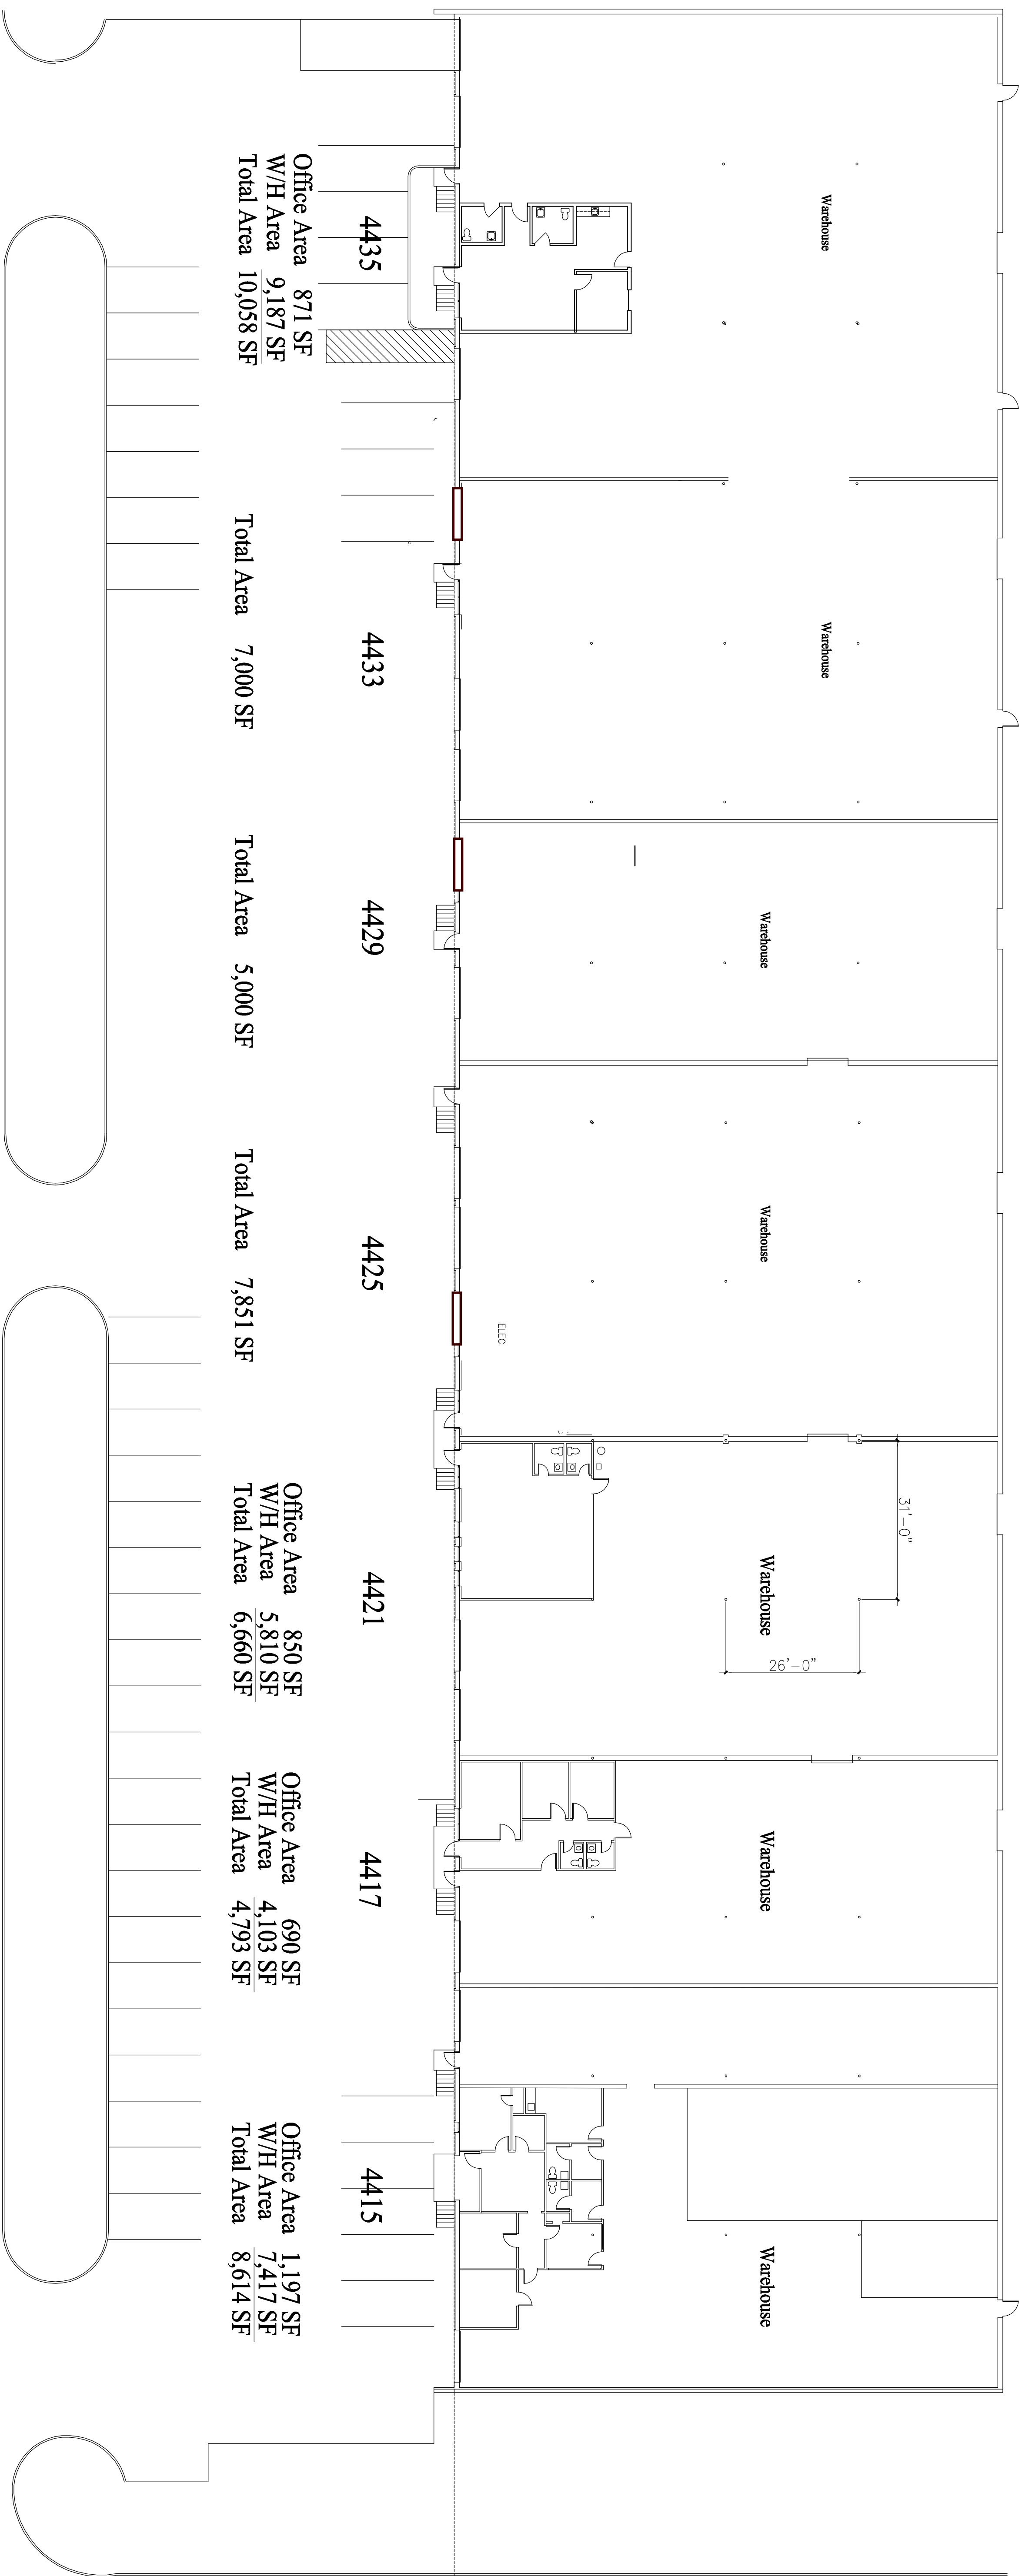 Warehouse
4435
Office Area 871 SF
W/H Area 9,187 SF
Total Area 10,058 SF
Warehouse
4433
Total Area 7,000 SF
Warehouse
4429
Total Area 5,000 SF
Warehouse
ELEC
4425
Total Area 7,851 SF
31'-0"
Warehouse
26'-0"
4421
Office Area 850 SF
W/H Area 5,810 SF
Total Area 6,660 SF
Warehouse
4417
Office Area 690 SF
W/H Area 4,103 SF
Total Area 4,793 SF
Warehouse
4415
Office Area 1,197 SF
W/H Area 7,417 SF
Total Area 8,614 SF